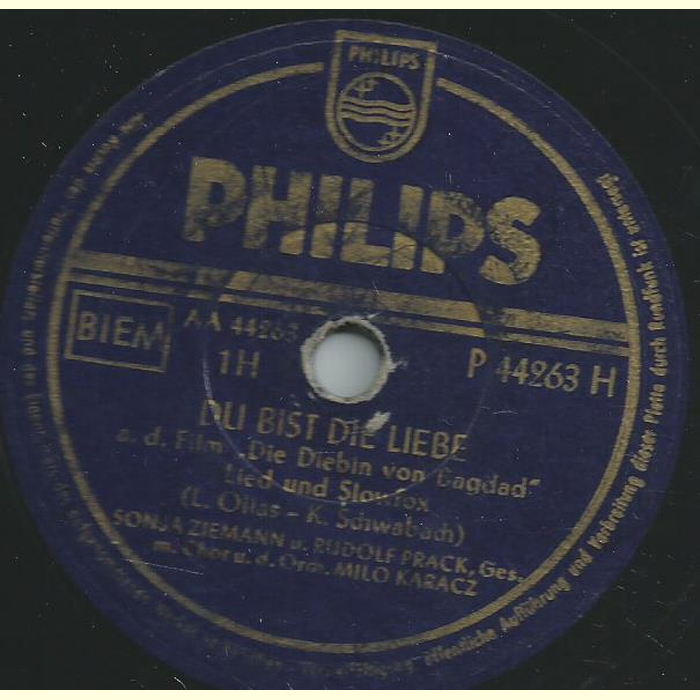 PHILIPS
PHILIPS
BIEM
AA 44263
1H
P 44263 H
DU BIST DIE LIEBE
a. d. Film „Die Diebin von Bagdad"
Lied und Slowfox
(L. Olias - K. Schwabach)
SONJA ZIEMANN u. RUDOLF PRACK, Ges.
m. Chor u. d. Orch. MILO KARACZ
öffentliche Aufführung und Verbreitung dieser Platte durch Rundfunk ist untersagt